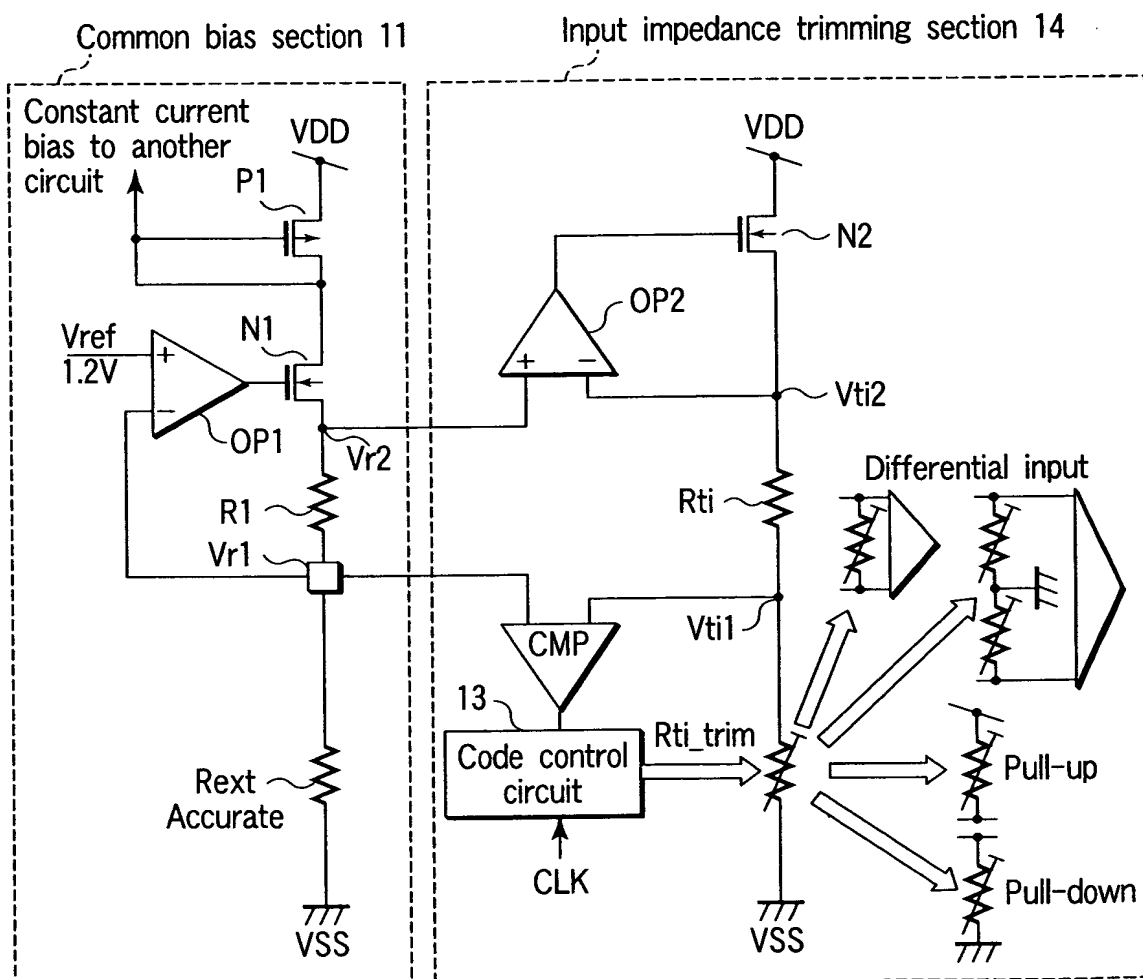 Common bias section 11
Input impedance trimming section 14
Constant current
bias to another
circuit
VDD
P1
Vref
1.2V
+
−
OP1
N1
Vr2
R1
Vr1
Rext
Accurate
VSS
VDD
N2
OP2
+ −
Vti2
Rti
Vti1
CMP
13
Code control
circuit
CLK
Rti_trim
VSS
Differential input
Pull-up
Pull-down